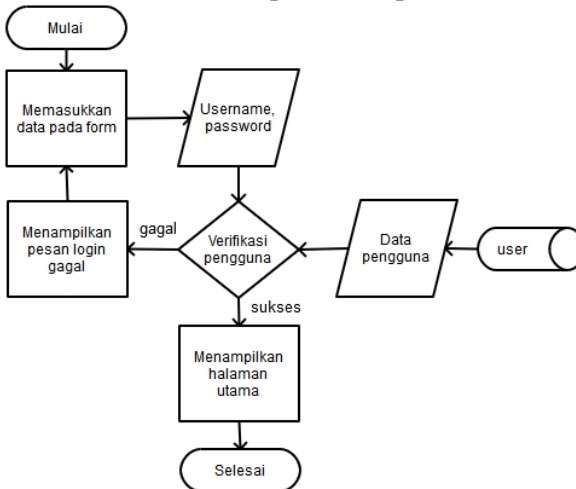 Mulai
Memasukkan
data pada form
Username,
password
Menampilkan
pesan login
gagal
gagal
Verifikasi
pengguna
Data
pengguna
user
sukses
Menampilkan
halaman
utama
Selesai